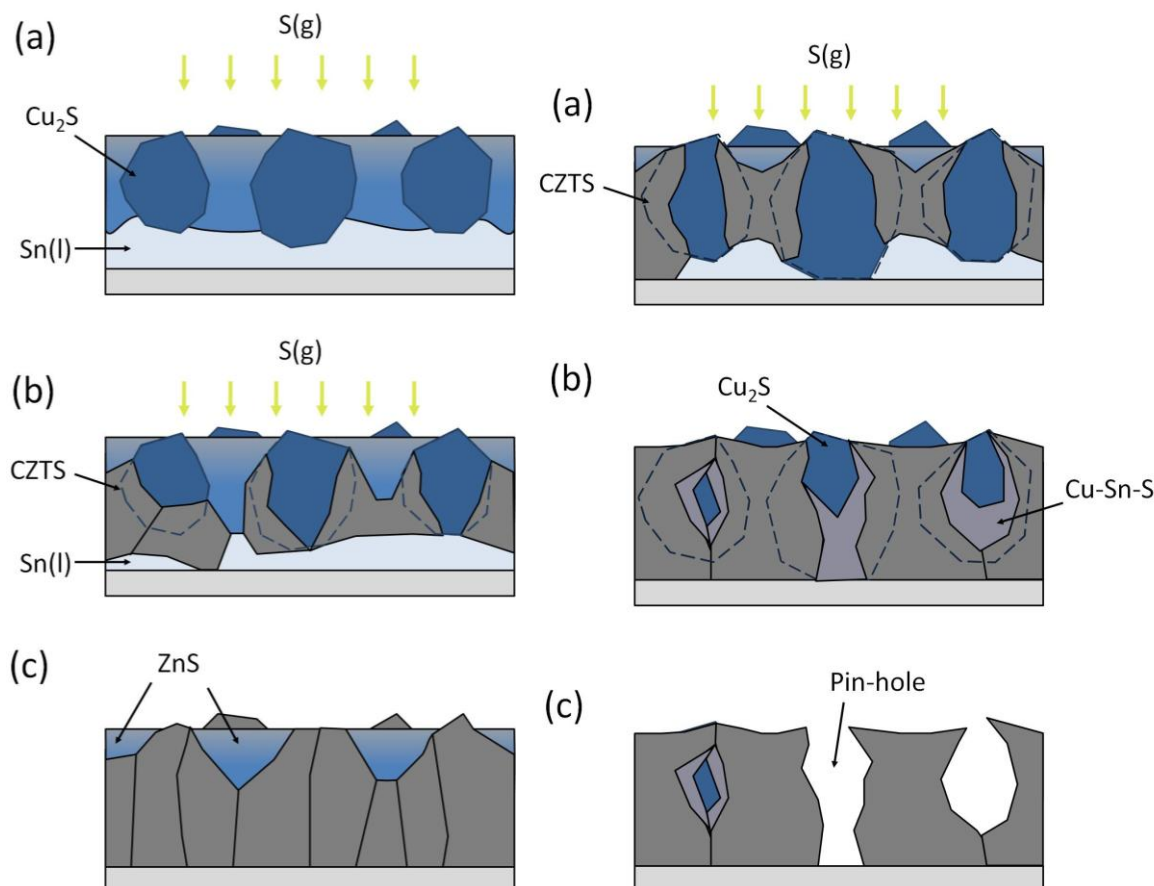 (a)
S(g)
Cu₂S
Sn(l)
(b)
S(g)
CZTS
Sn(l)
(c)
ZnS
(a)
S(g)
CZTS
(b)
Cu₂S
Cu-Sn-S
(c)
Pin-hole